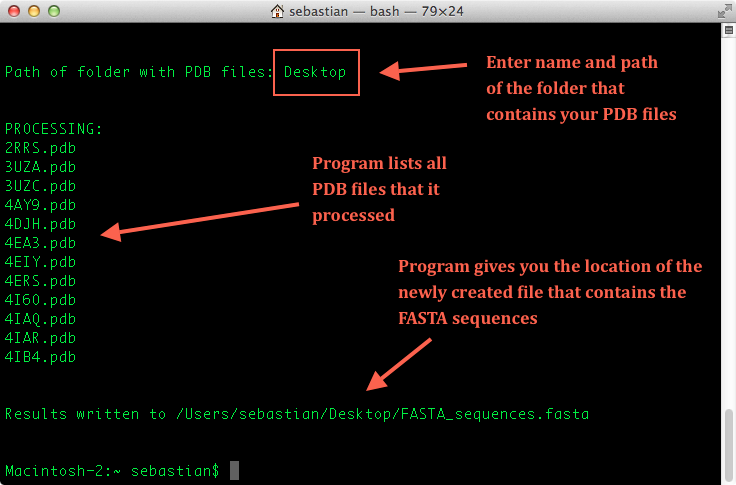 sebastian — bash — 79×24
Path of folder with PDB files: Desktop
Enter name and path
of the folder that
contains your PDB files
PROCESSING:
2RRS.pdb
3UZA.pdb
3UZC.pdb
4AY9.pdb
4DJH.pdb
4EA3.pdb
4EIY.pdb
4ERS.pdb
4I6O.pdb
4IAQ.pdb
4IAR.pdb
4IB4.pdb
Program lists all
PDB files that it
processed
Program gives you the location of the
newly created file that contains the
FASTA sequences
Results written to /Users/sebastian/Desktop/FASTA_sequences.fasta
Macintosh-2:~ sebastian$